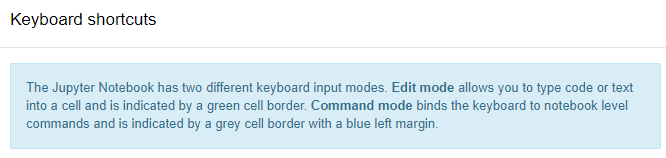 Keyboard shortcuts
The Jupyter Notebook has two different keyboard input modes. Edit mode allows you to type code or text
into a cell and is indicated by a green cell border. Command mode binds the keyboard to notebook level
commands and is indicated by a grey cell border with a blue left margin.